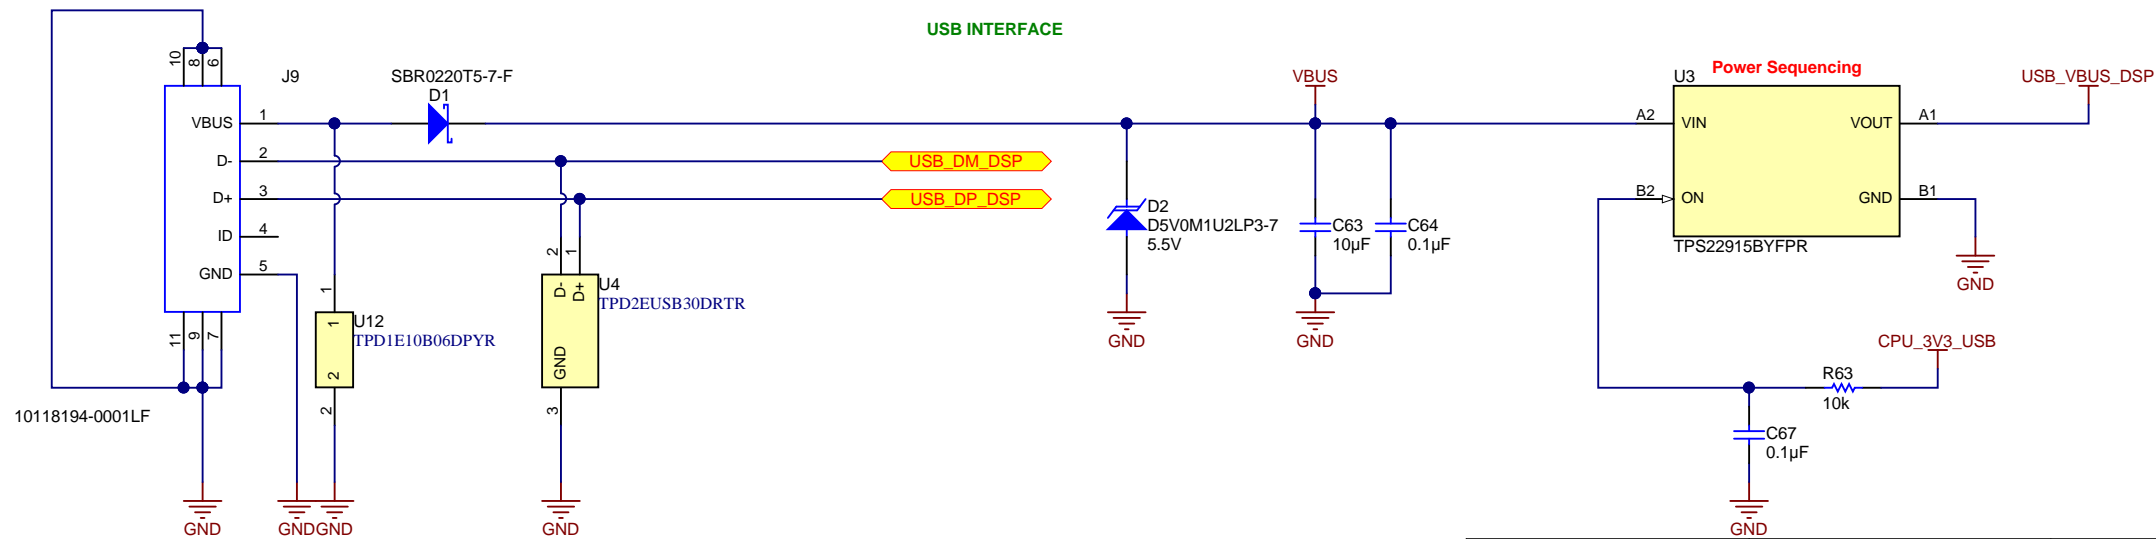 USB INTERFACE
10
8
6
J9
SBR0220T5-7-F
D1
VBUS
1
D-
2
D+
3
ID
4
GND
5
11
9
7
10118194-0001LF
GND
GND
USB_DM_DSP
USB_DP_DSP
1
1
U12
TPD1E10B06DPYR
2
2
GND
2
1
D-
D+
U4
TPD2EUSB30DRTR
GND
3
GND
D2
D5V0M1U2LP3-7
5.5V
GND
VBUS
C63
10µF
C64
0.1µF
GND
U3
Power Sequencing
A2
VIN
VOUT
A1
B2
ON
GND
B1
TPS22915BYFPR
USB_VBUS_DSP
GND
CPU_3V3_USB
R63
10k
C67
0.1µF
GND